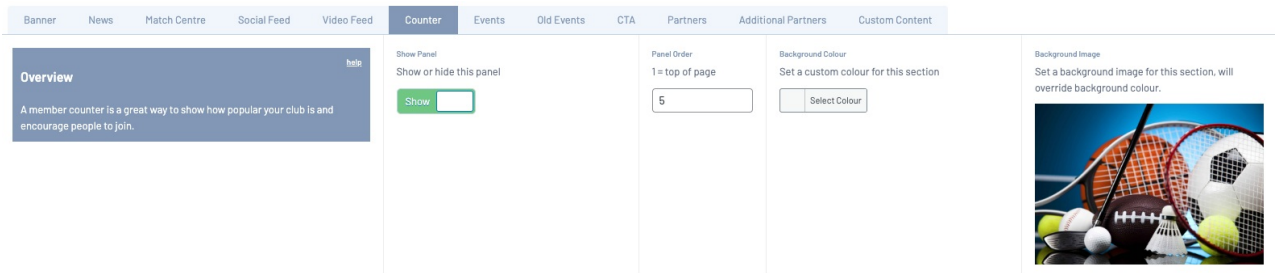 Banner News Match Centre Social Feed Video Feed Counter Events Old Events CTA Partners Additional Partners Custom Content
help
Overview
A member counter is a great way to show how popular your club is and
encourage people to join.
Show Panel
Show or hide this panel
Show
Panel Order
1 = top of page
5
Background Colour
Set a custom colour for this section
Select Colour
Background Image
Set a background image for this section, will
override background colour.